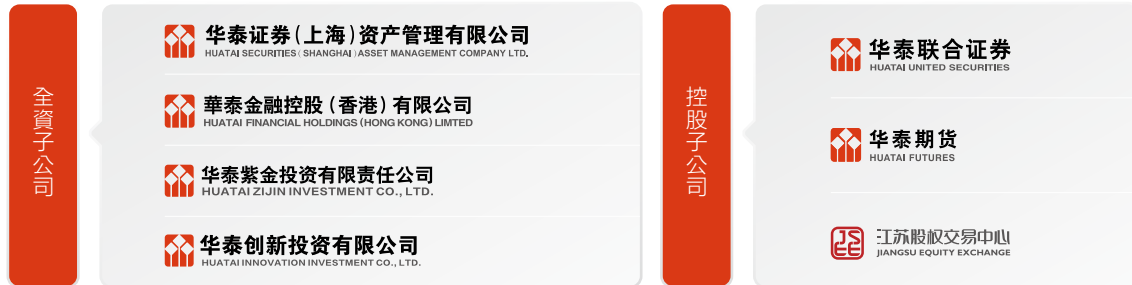 全資子公司
华泰证券(上海)资产管理有限公司
HUATAI SECURITIES (SHANGHAI) ASSET MANAGEMENT COMPANY LTD.
華泰金融控股(香港)有限公司
HUATAI FINANCIAL HOLDINGS (HONG KONG) LIMTED
华泰紫金投资有限责任公司
HUATAI ZIJIN INVESTMENT CO., LTD.
华泰创新投资有限公司
HUATAI INNOVATION INVESTMENT CO., LTD.
控股子公司
华泰联合证券
HUATAI UNITED SECURITIES
华泰期货
HUATAI FUTURES
JSEE
江苏股权交易中心
JIANGSU EQUITY EXCHANGE